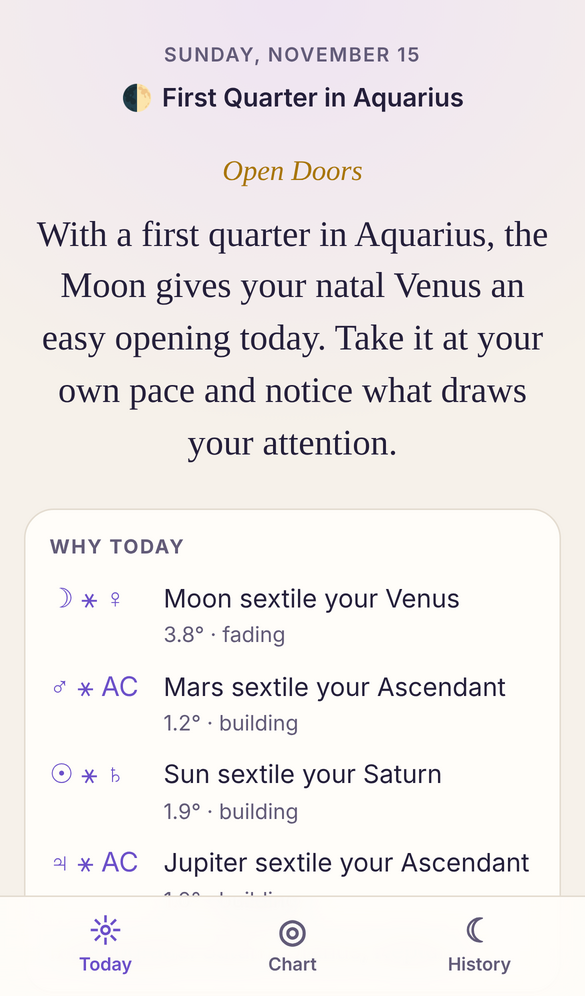 SUNDAY, NOVEMBER 15
🌓 First Quarter in Aquarius
Open Doors
With a first quarter in Aquarius, the
Moon gives your natal Venus an
easy opening today. Take it at your
own pace and notice what draws
your attention.
WHY TODAY
☽ ⚹ ♀ Moon sextile your Venus
3.8° · fading
♂ ⚹ AC Mars sextile your Ascendant
1.2° · building
☉ ⚹ ♄ Sun sextile your Saturn
1.9° · building
♃ ⚹ AC Jupiter sextile your Ascendant
Today
Chart
History